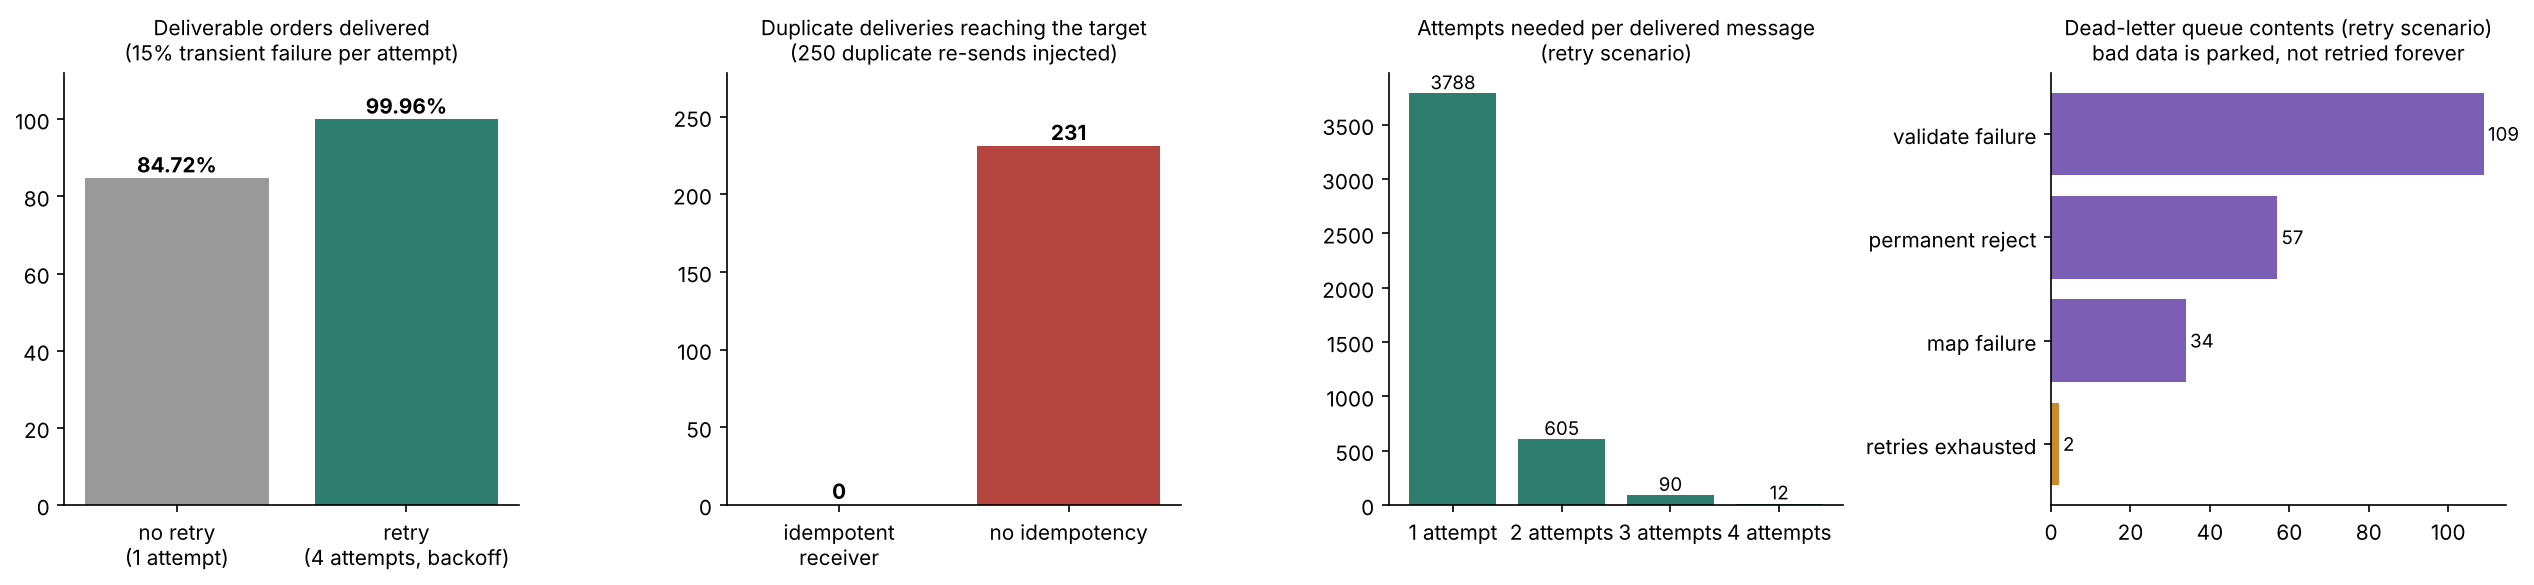 Deliverable orders delivered
(15% transient failure per attempt)
100
80
60
40
20
0
84.72%
99.96%
no retry
(1 attempt)
retry
(4 attempts, backoff)
Duplicate deliveries reaching the target
(250 duplicate re-sends injected)
250
200
150
100
50
0
0
231
idempotent
receiver
no idempotency
Attempts needed per delivered message
(retry scenario)
3500
3000
2500
2000
1500
1000
500
0
3788
605
90
12
1 attempt
2 attempts
3 attempts
4 attempts
Dead-letter queue contents (retry scenario)
bad data is parked, not retried forever
validate failure
109
permanent reject
57
map failure
34
retries exhausted
2
0
20
40
60
80
100